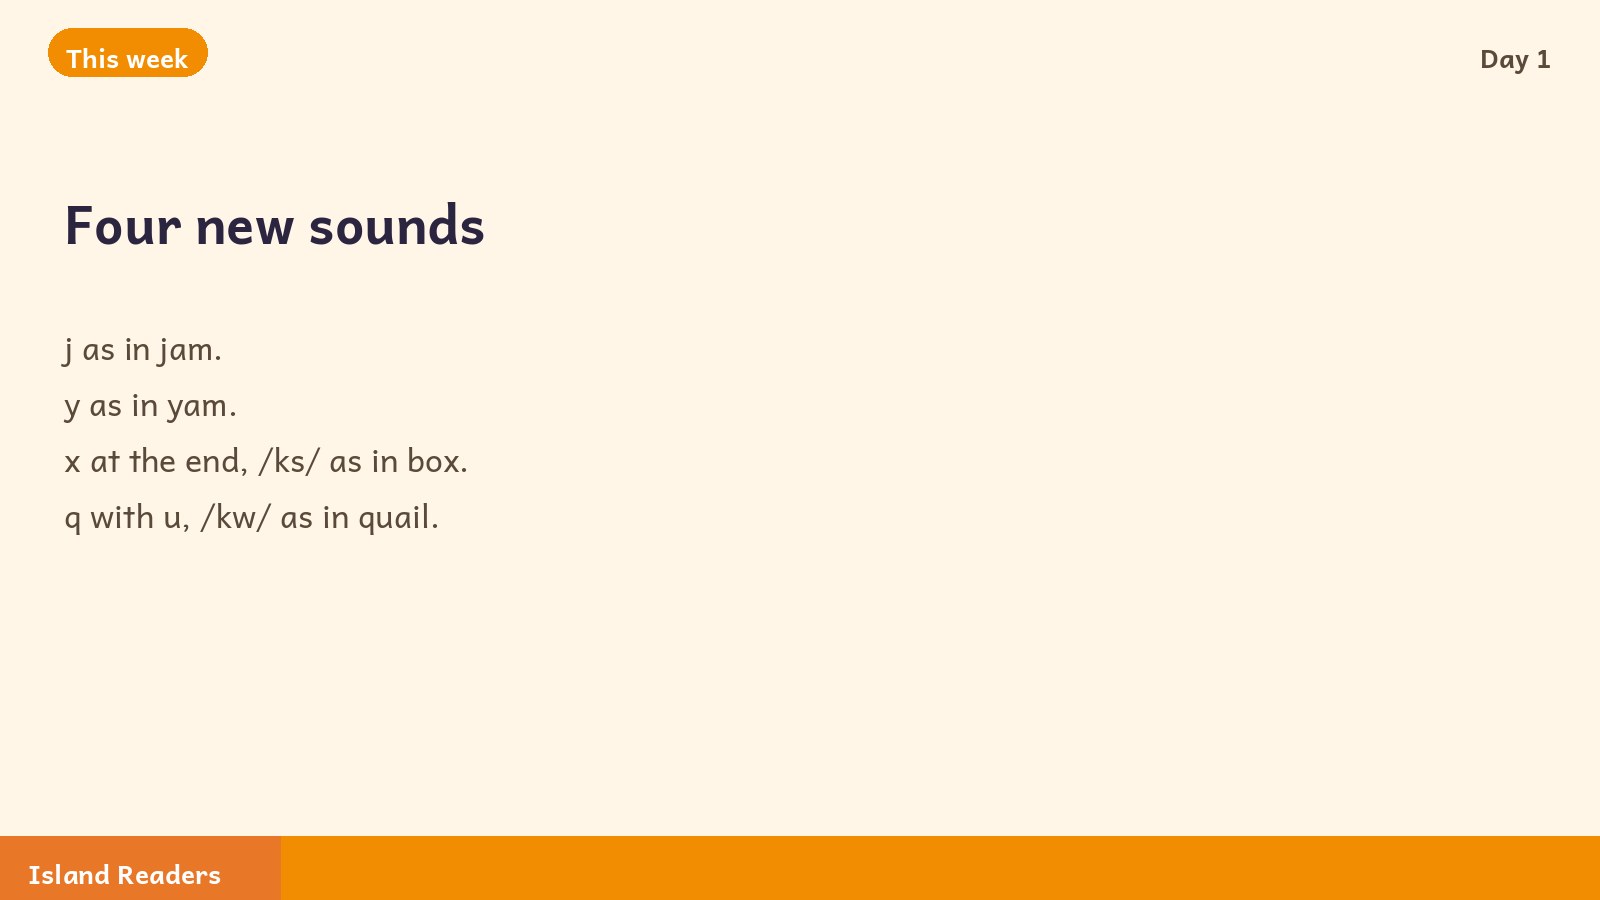 This week
Day 1
Four new sounds
j as in jam.
y as in yam.
x at the end, /ks/ as in box.
q with u, /kw/ as in quail.
Island Readers